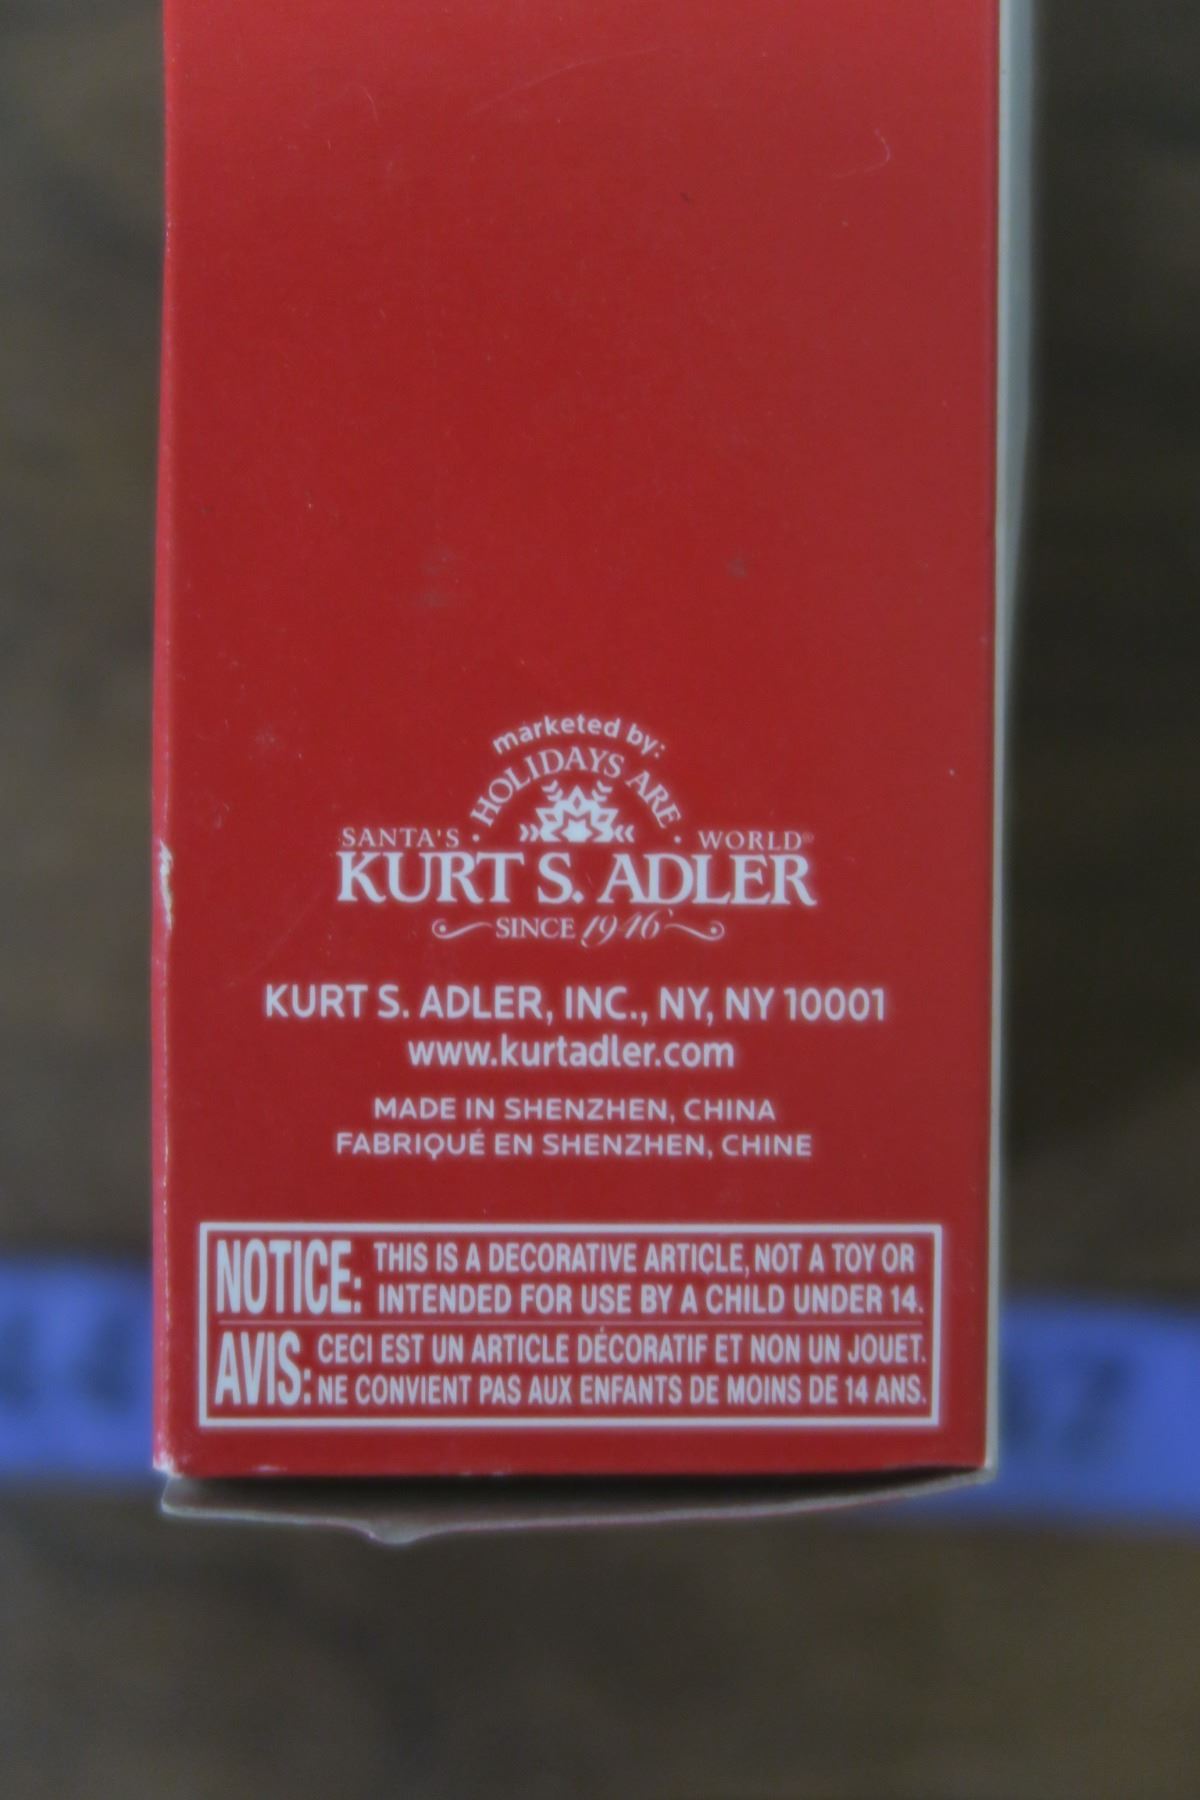 marketed by:
HOLIDAYS ARE
SANTA'S · · WORLD®
KURT S. ADLER
SINCE 1946
KURT S. ADLER, INC., NY, NY 10001
www.kurtadler.com
MADE IN SHENZHEN, CHINA
FABRIQUÉ EN SHENZHEN, CHINE
NOTICE: THIS IS A DECORATIVE ARTICLE, NOT A TOY OR
INTENDED FOR USE BY A CHILD UNDER 14.
AVIS: CECI EST UN ARTICLE DÉCORATIF ET NON UN JOUET.
NE CONVIENT PAS AUX ENFANTS DE MOINS DE 14 ANS.